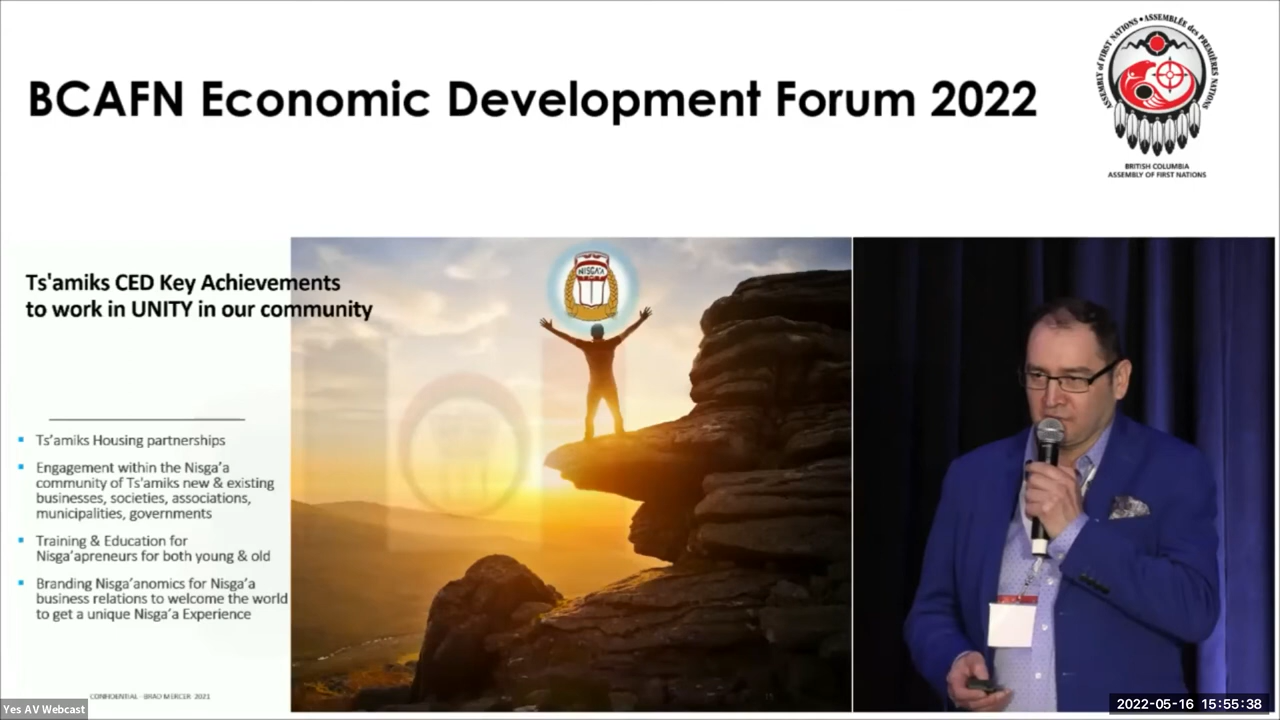 BCAFN Economic Development Forum 2022
ASSEMBLY of FIRST NATIONS • ASSEMBLÉE des PREMIÈRES NATIONS
BRITISH COLUMBIA
ASSEMBLY OF FIRST NATIONS
Ts'amiks CED Key Achievements
to work in UNITY in our community
NISGA'A
Ts'amiks Housing partnerships
Engagement within the Nisga'a
community of Ts'amiks new & existing
businesses, societies, associations,
municipalities, governments
Training & Education for
Nisga'apreneurs for both young & old
Branding Nisga'anomics for Nisga'a
business relations to welcome the world
to get a unique Nisga'a Experience
CONFIDENTIAL - BRAD MERCER 2021
Yes AV Webcast
2022-05-16 15:55:38